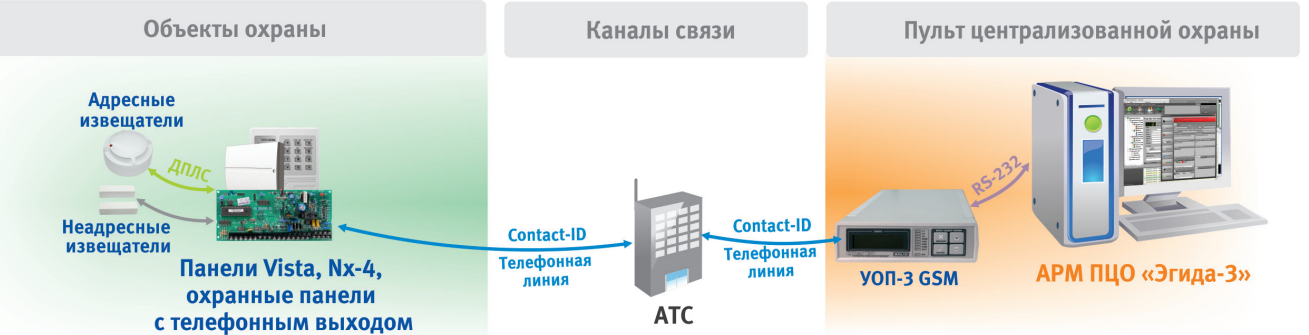 Объекты охраны
Каналы связи
Пульт централизованной охраны
Адресные
извещатели
ДПЛС
Неадресные
извещатели
Панели Vista, Nx-4,
охранные панели
с телефонным выходом
Contact-ID
Телефонная
линия
АТС
Contact-ID
Телефонная
линия
RS-232
УОП-3 GSM
АРМ ПЦО «Эгида-3»